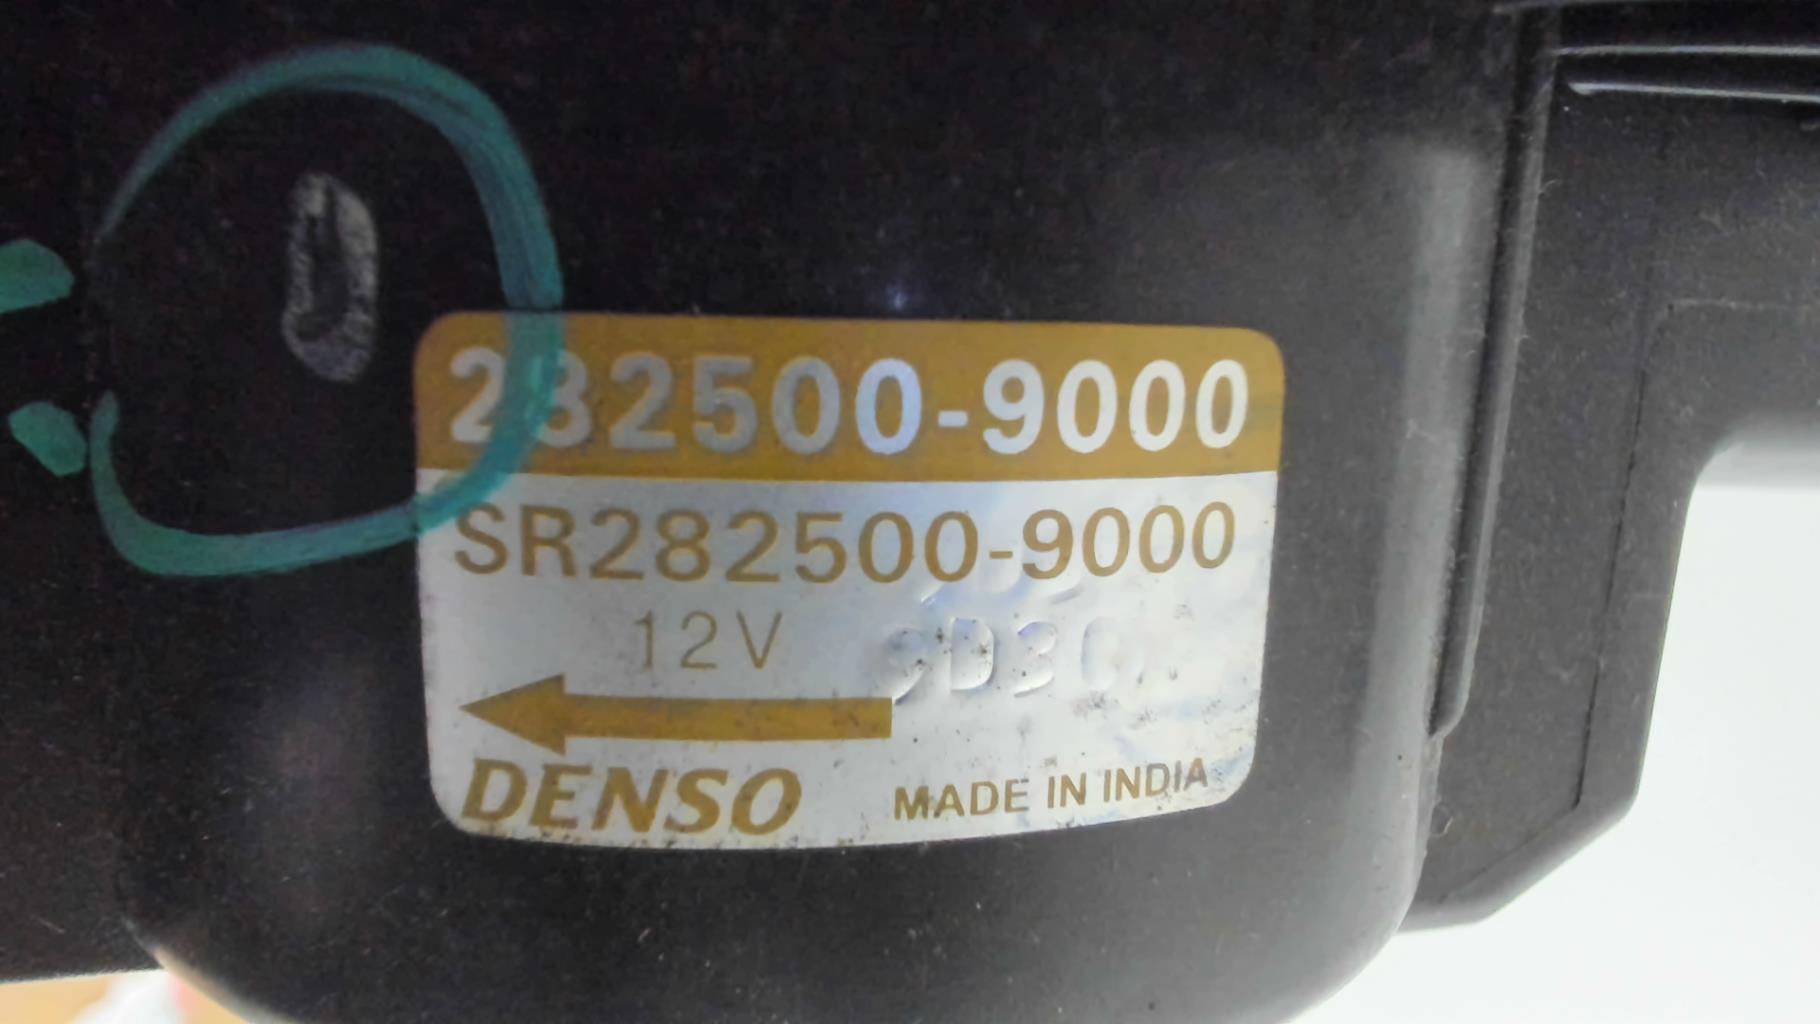 282500-9000
SR282500-9000
12V
DENSO
MADE IN INDIA